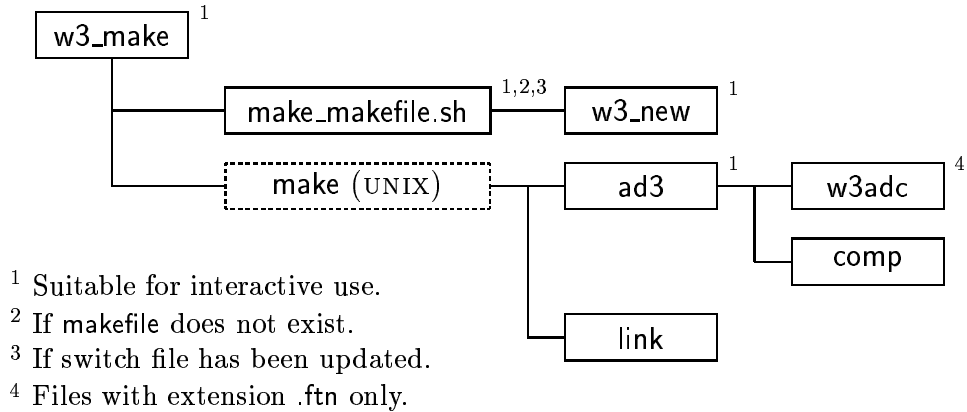 w3_make 1
make_makefile.sh 1,2,3 w3_new 1
make (UNIX) ad3 1 w3adc 4
comp
link
1 Suitable for interactive use.
2 If makefile does not exist.
3 If switch file has been updated.
4 Files with extension .ftn only.